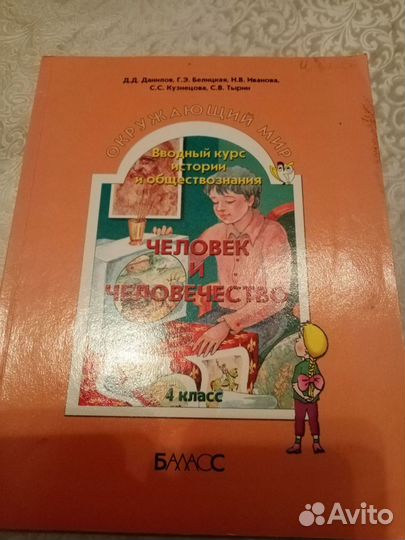 Д.Д. Данилов, Г.Э. Белицкая, Н.В. Иванова,
С.С. Кузнецова, С.В. Тырин
ОКРУЖАЮЩИЙ МИР
Вводный курс
истории
и обществознания
ЧЕЛОВЕК
И
ЧЕЛОВЕЧЕСТВО
4 класс
БАЛАСС
Avito